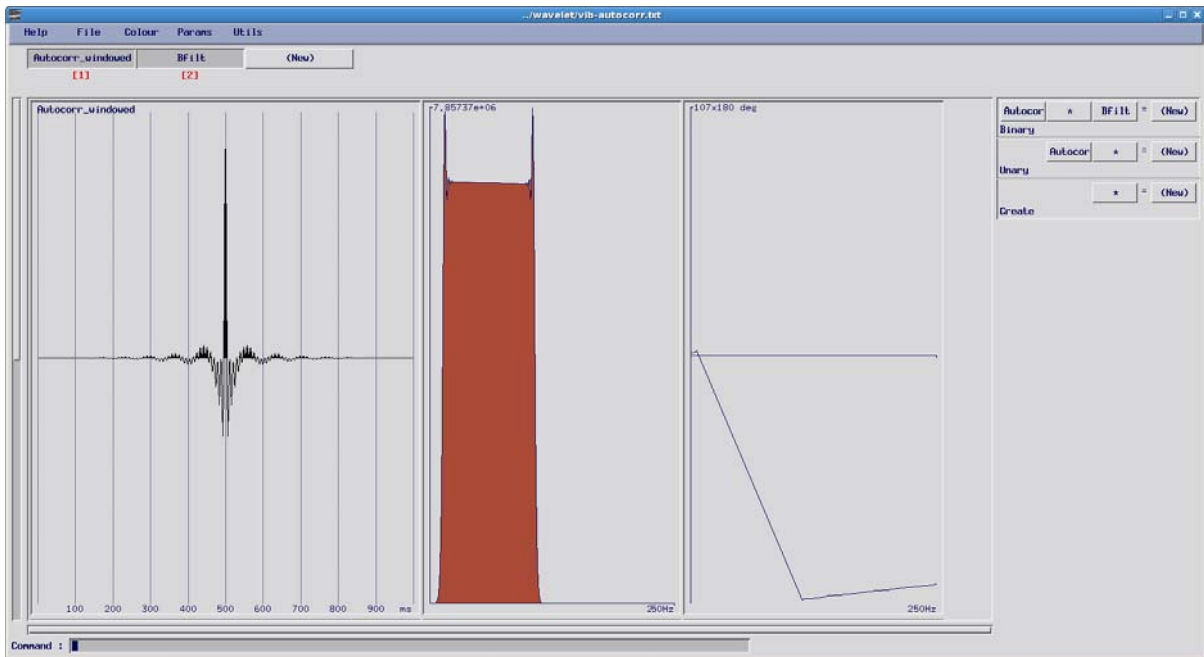 ../wavelet/vib-autocorr.txt
Help File Colour Params Utils
Autocorr_windowed BFilt (New)
[1] [2]
Autocorr_windowed
7.85737e+06
107x180 deg
Autocor * BFilt = (New)
Binary
Autocor * = (New)
Unary
* = (New)
Create
100 200 300 400 500 600 700 800 900 ms
250Hz
250Hz
Command :